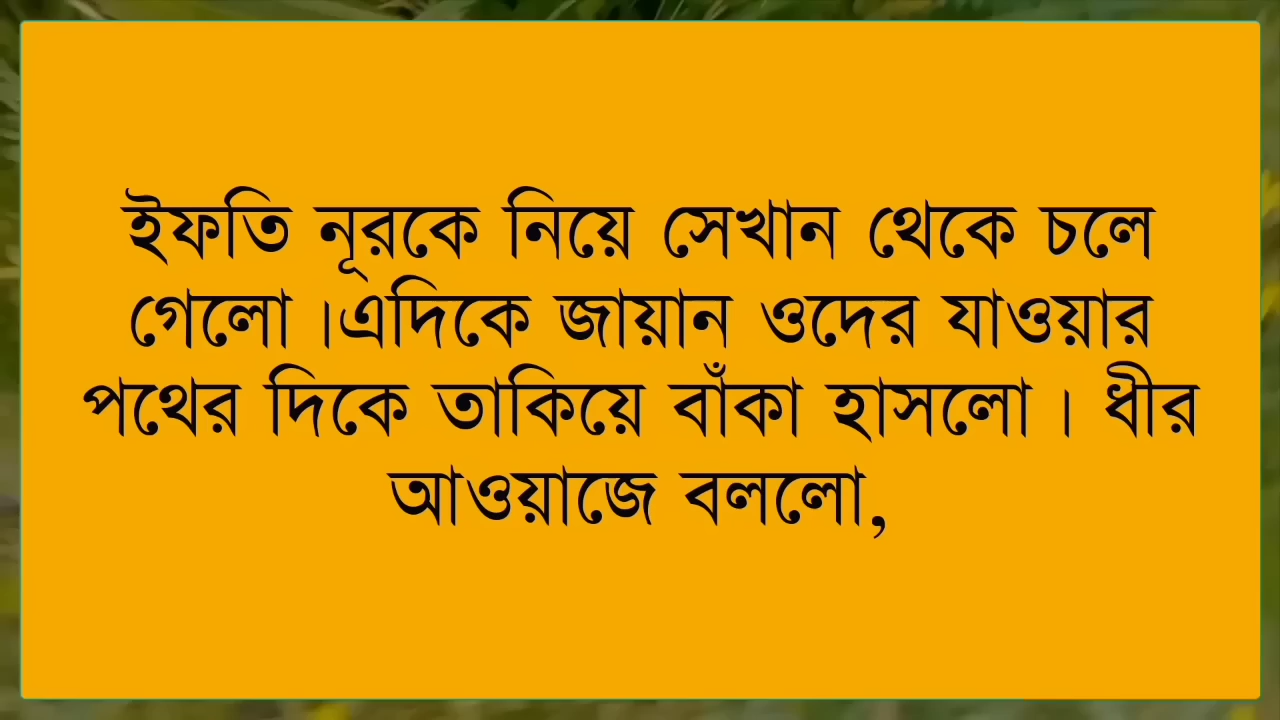 ইফতি নূরকে নিয়ে সেখান থেকে চলে
গেলো ।এদিকে জায়ান ওদের যাওয়ার
পথের দিকে তাকিয়ে বাঁকা হাসলো । ধীর
আওয়াজে বললো,